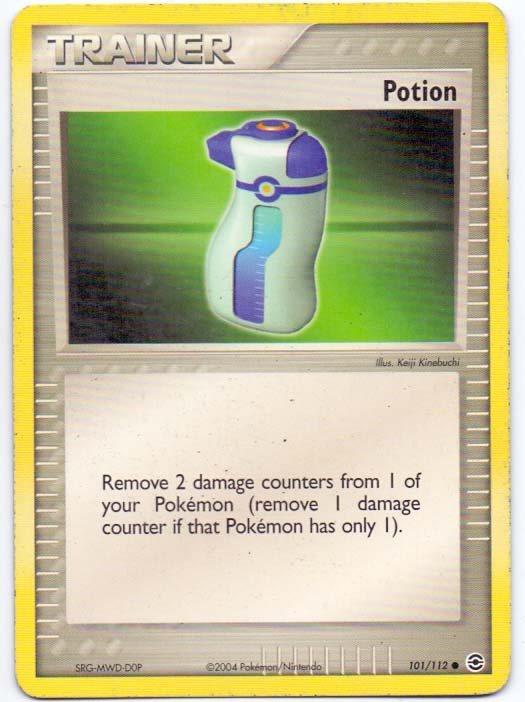 TRAINER
Potion
Illus. Keiji Kinebuchi
Remove 2 damage counters from 1 of
your Pokémon (remove 1 damage
counter if that Pokémon has only 1).
SRG-MWD-D0P ©2004 Pokémon/Nintendo 101/112 ●